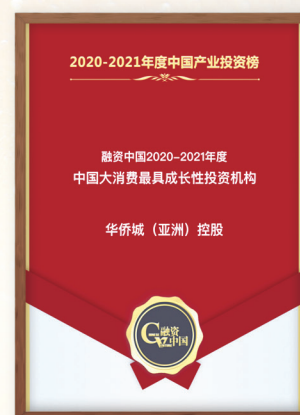 2020-2021年度中国产业投资榜
融资中国2020-2021年度
中国大消费最具成长性投资机构
华侨城（亚洲）控股
融资
中国